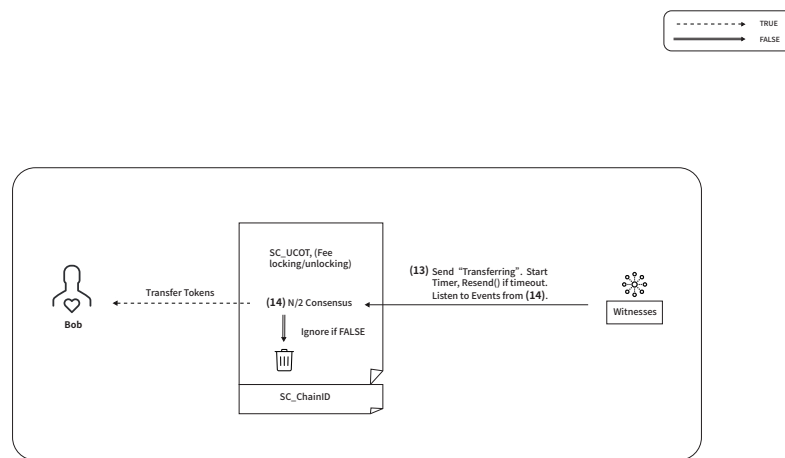 TRUE
FALSE
SC_UCOT, (Fee
locking/unlocking)
(13) Send “Transferring”. Start
Timer, Resend() if timeout.
Listen to Events from (14).
Transfer Tokens
(14) N/2 Consensus
Witnesses
Bob
Ignore if FALSE
SC_ChainID